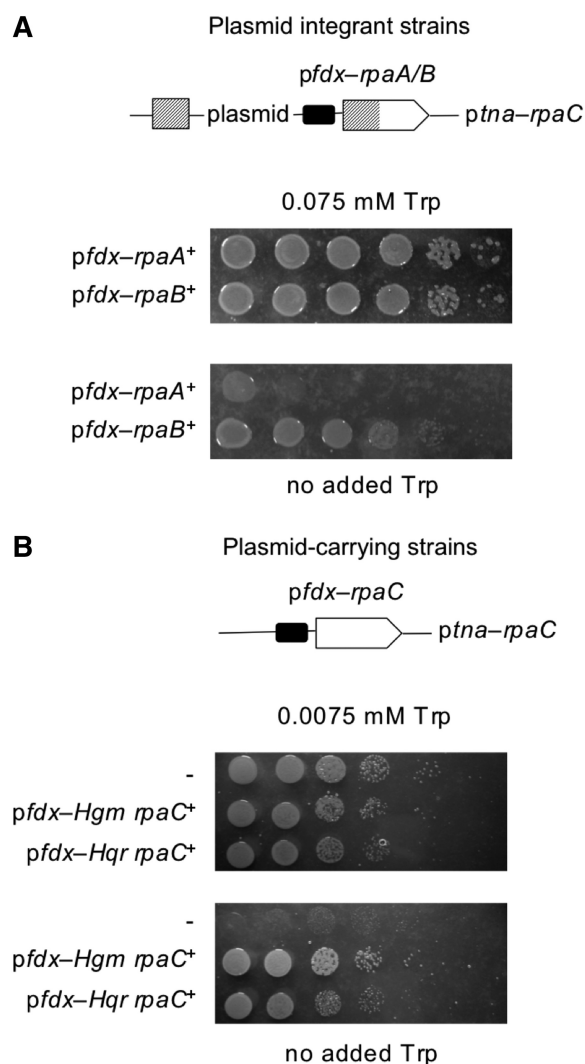 A
Plasmid integrant strains
pfdx–rpaA/B
plasmid
ptna–rpaC
0.075 mM Trp
pfdx–rpaA+
pfdx–rpaB+
pfdx–rpaA+
pfdx–rpaB+
no added Trp
B
Plasmid-carrying strains
pfdx–rpaC
ptna–rpaC
0.0075 mM Trp
-
pfdx–Hgm rpaC+
pfdx–Hqr rpaC+
-
pfdx–Hgm rpaC+
pfdx–Hqr rpaC+
no added Trp